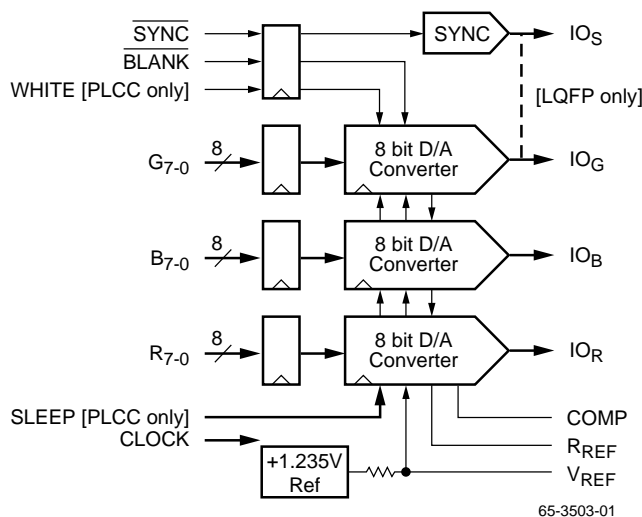 SYNC
BLANK
WHITE [PLCC only]
SYNC
IOS
[LQFP only]
G7-0
8
8 bit D/A
Converter
IOG
B7-0
8
8 bit D/A
Converter
IOB
R7-0
8
8 bit D/A
Converter
IOR
SLEEP [PLCC only]
CLOCK
+1.235V
Ref
COMP
RREF
VREF
65-3503-01